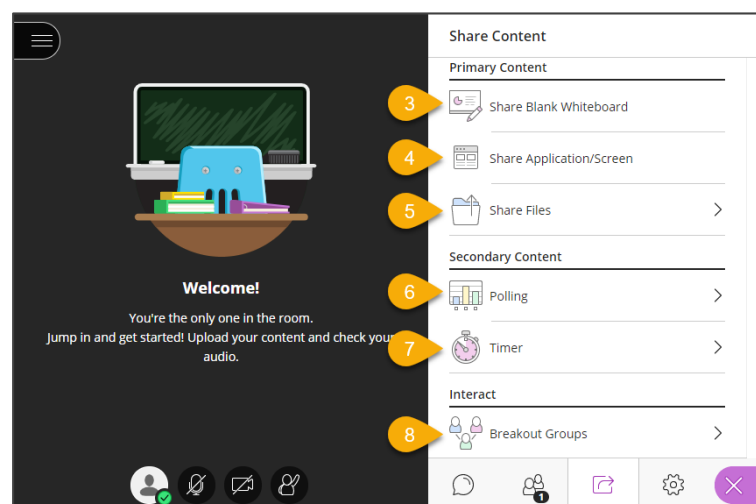 Share Content
Primary Content
3
Share Blank Whiteboard
4
Share Application/Screen
5
Share Files
Secondary Content
6
Polling
7
Timer
Interact
8
Breakout Groups
Welcome!
You're the only one in the room.
Jump in and get started! Upload your content and check your
audio.
1